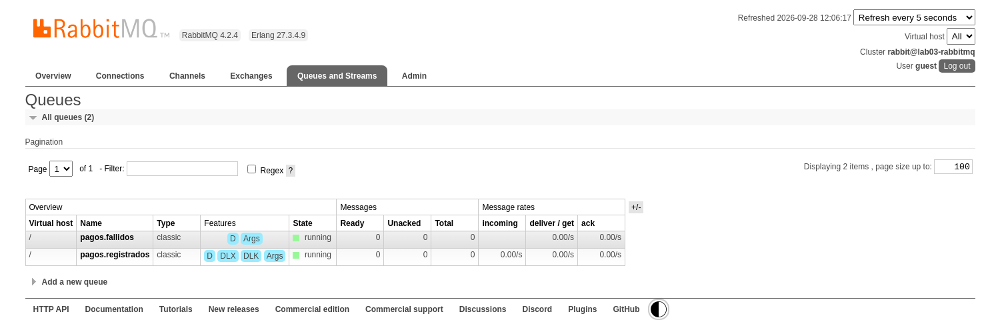 Refreshed 2026-09-28 12:06:17 Refresh every 5 seconds
RabbitMQ TM RabbitMQ 4.2.4 Erlang 27.3.4.9
Virtual host All
Cluster rabbit@lab03-rabbitmq
User guest Log out
Overview Connections Channels Exchanges Queues and Streams Admin
Queues
All queues (2)
Pagination
Page 1 of 1 - Filter: Regex ? Displaying 2 items , page size up to: 100
Overview Messages Message rates +/-
Virtual host Name Type Features State Ready Unacked Total incoming deliver / get ack
/ pagos.fallidos classic D Args running 0 0 0 0.00/s 0.00/s
/ pagos.registrados classic D DLX DLK Args running 0 0 0 0.00/s 0.00/s 0.00/s
Add a new queue
HTTP API Documentation Tutorials New releases Commercial edition Commercial support Discussions Discord Plugins GitHub